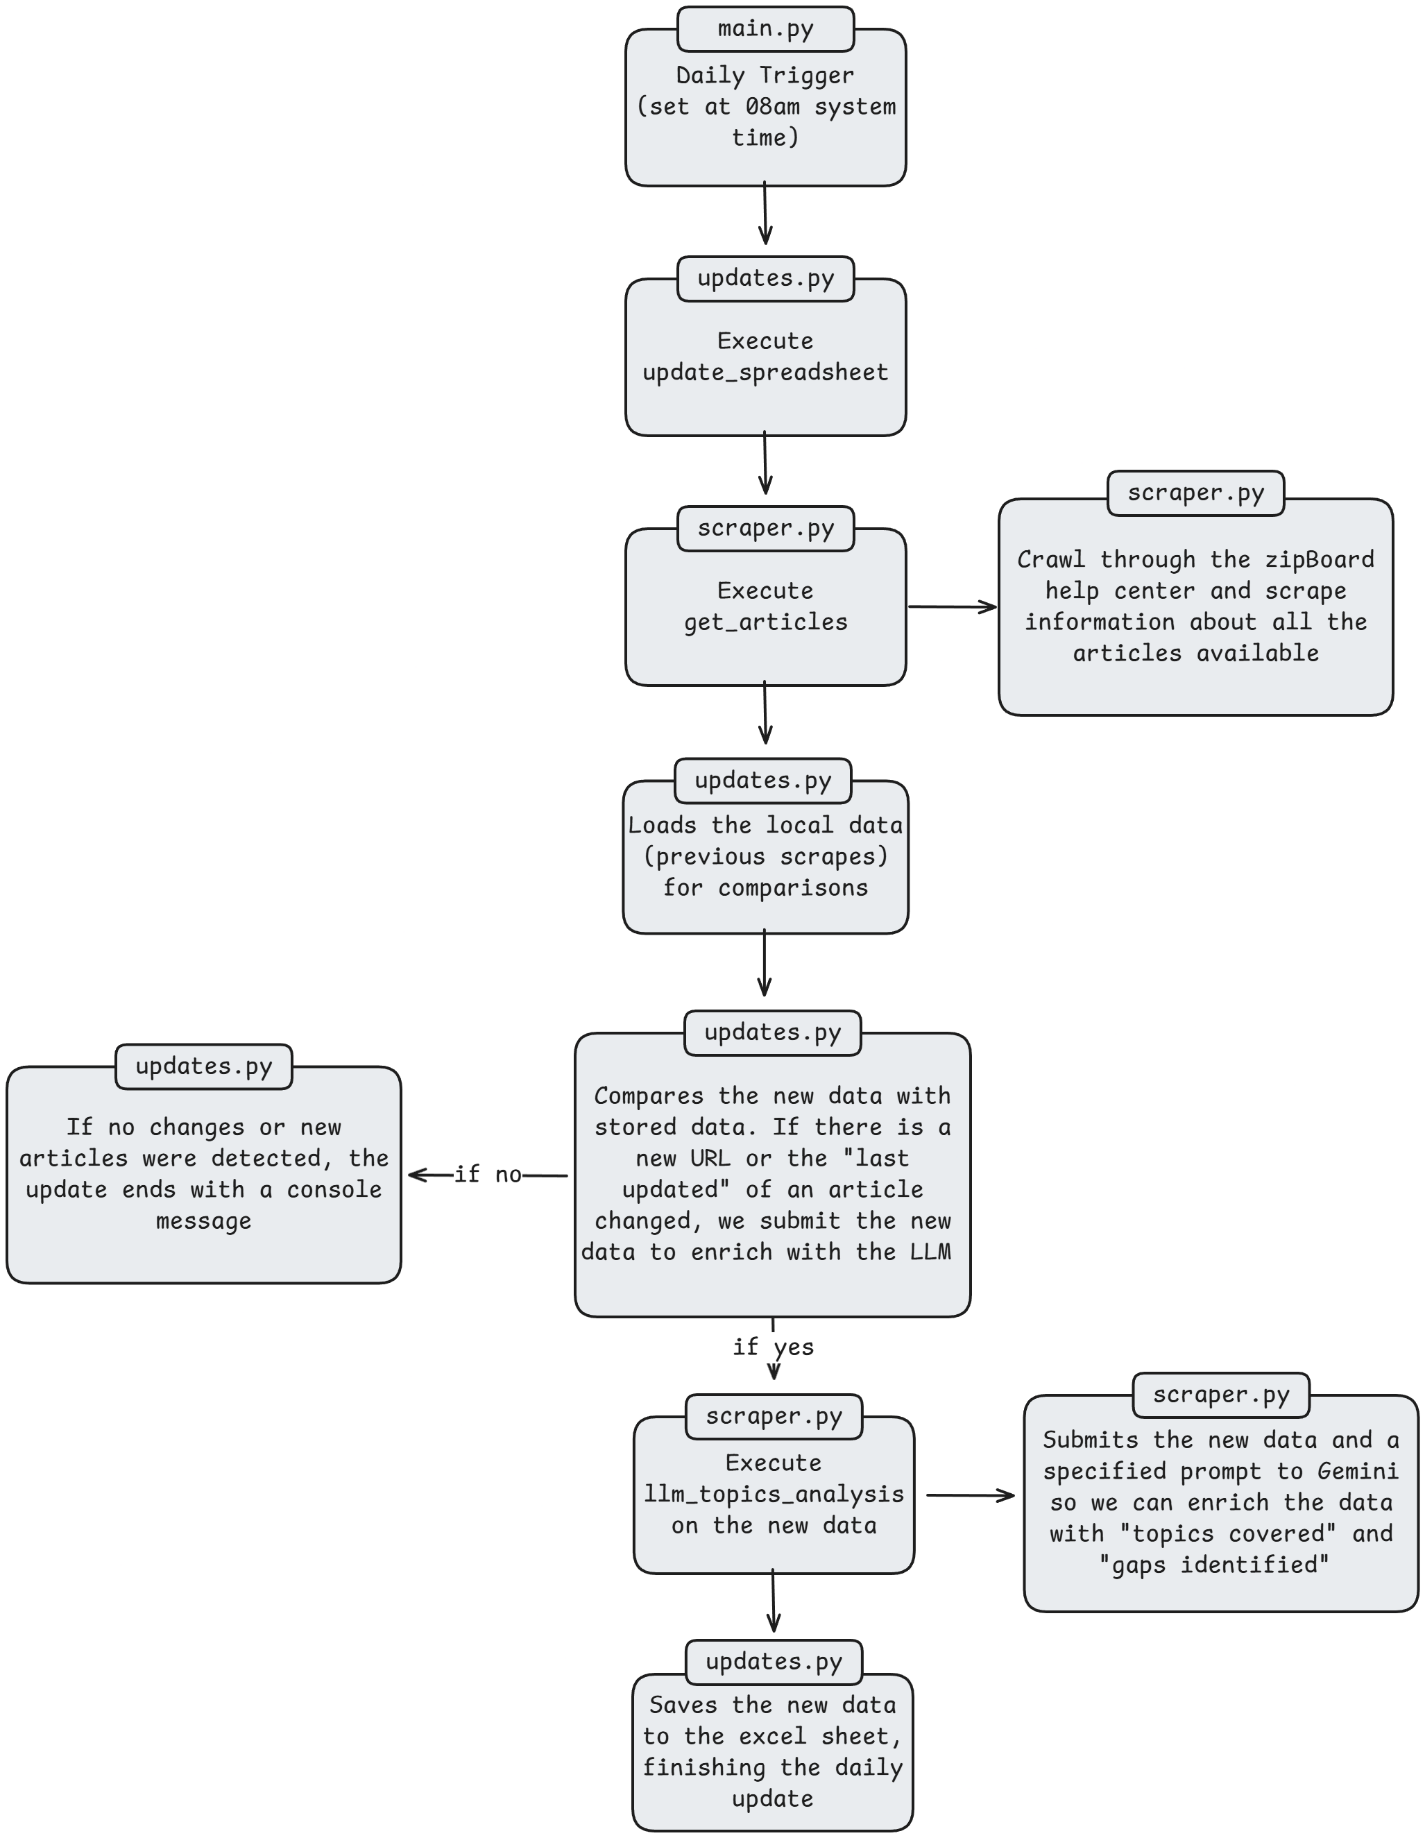 main.py
Daily Trigger
(set at 08am system
time)
updates.py
Execute
update_spreadsheet
scraper.py
Execute
get_articles
scraper.py
Crawl through the zipBoard
help center and scrape
information about all the
articles available
updates.py
Loads the local data
(previous scrapes)
for comparisons
updates.py
Compares the new data with
stored data. If there is a
new URL or the "last
updated" of an article
changed, we submit the new
data to enrich with the LLM
if no
updates.py
If no changes or new
articles were detected, the
update ends with a console
message
if yes
scraper.py
Execute
llm_topics_analysis
on the new data
scraper.py
Submits the new data and a
specified prompt to Gemini
so we can enrich the data
with "topics covered" and
"gaps identified"
updates.py
Saves the new data
to the excel sheet,
finishing the daily
update